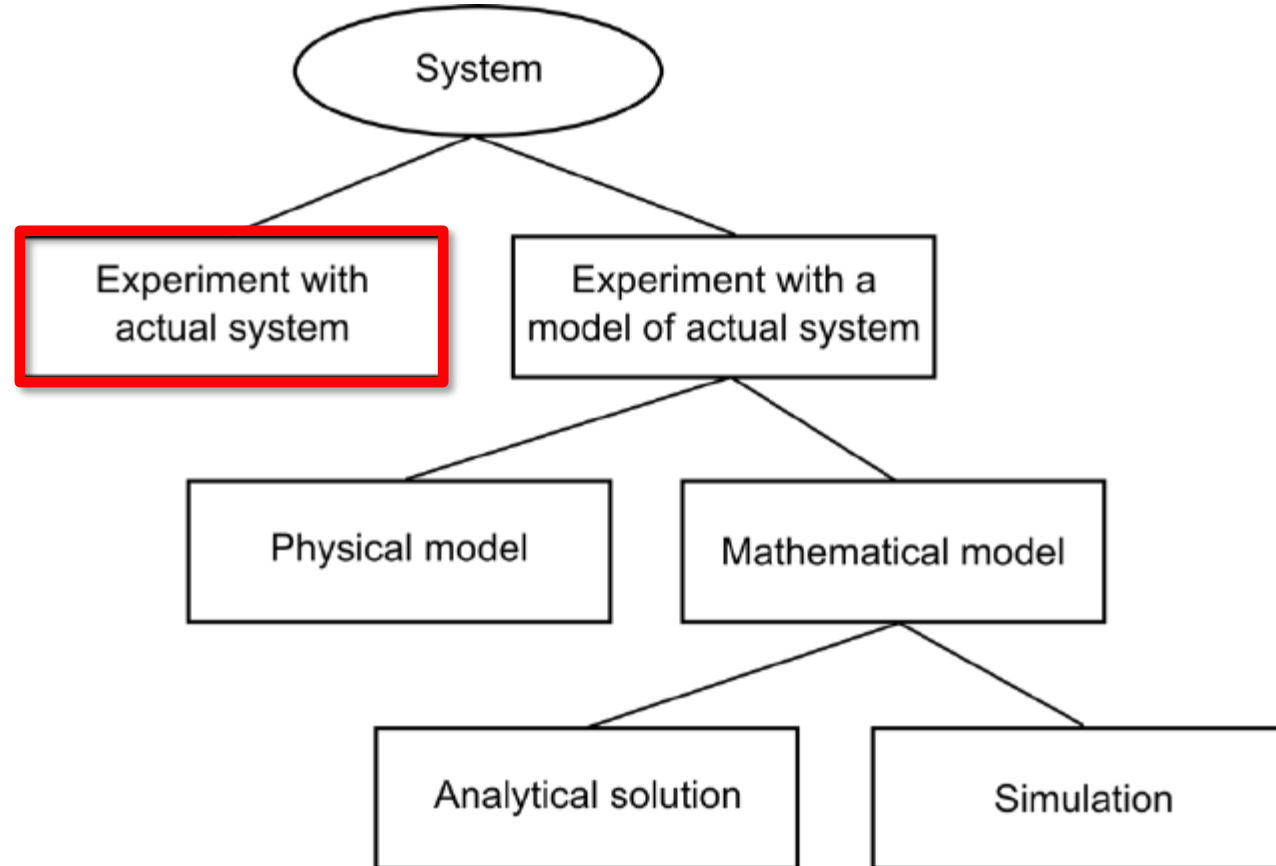 System
Experiment with
actual system
Experiment with a
model of actual system
Physical model
Mathematical model
Analytical solution
Simulation